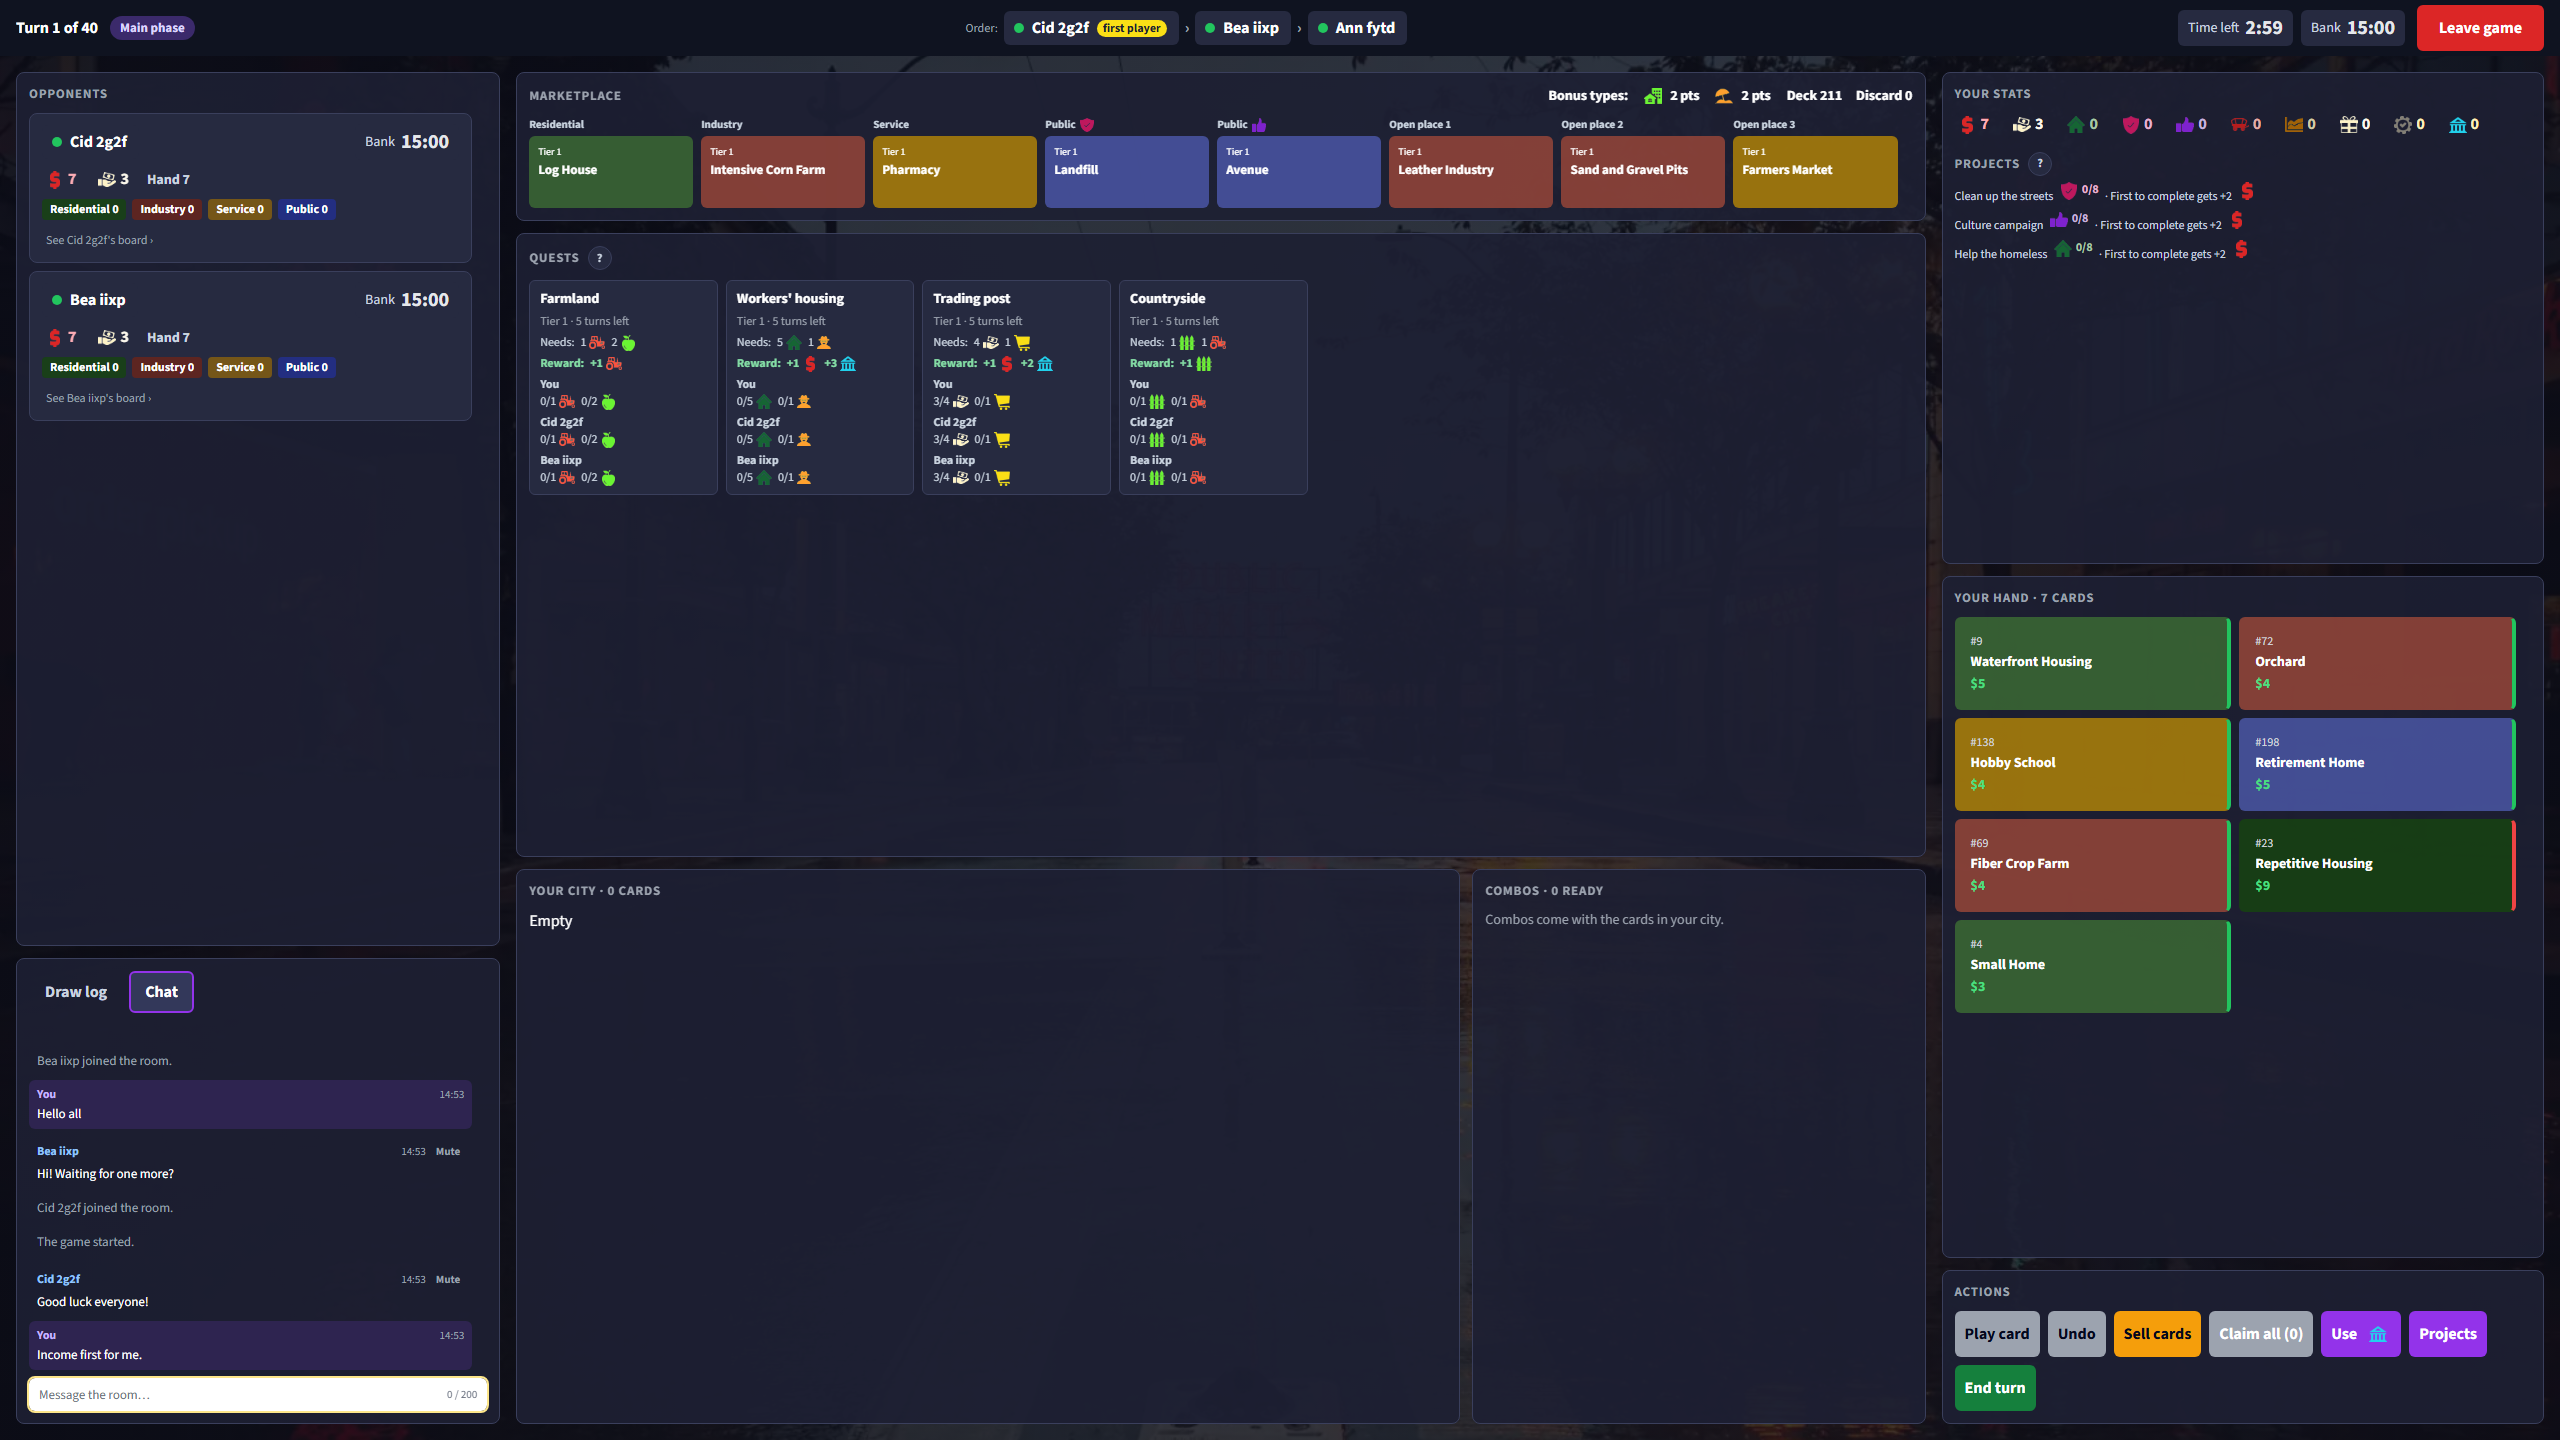 Turn 1 of 40 Main phase
Order: Cid 2g2f first player › Bea iixp › Ann fytd
Time left 2:59 Bank 15:00 Leave game
OPPONENTS
Cid 2g2f Bank 15:00
7 3 Hand 7
Residential 0 Industry 0 Service 0 Public 0
See Cid 2g2f's board ›
Bea iixp Bank 15:00
7 3 Hand 7
Residential 0 Industry 0 Service 0 Public 0
See Bea iixp's board ›
Draw log Chat
Bea iixp joined the room.
You 14:53
Hello all
Bea iixp 14:53 Mute
Hi! Waiting for one more?
Cid 2g2f joined the room.
The game started.
Cid 2g2f 14:53 Mute
Good luck everyone!
You 14:53
Income first for me.
Message the room… 0 / 200
MARKETPLACE Bonus types: 2 pts 2 pts Deck 211 Discard 0
Residential Industry Service Public Public Open place 1 Open place 2 Open place 3
Tier 1 Tier 1 Tier 1 Tier 1 Tier 1 Tier 1 Tier 1 Tier 1
Log House Intensive Corn Farm Pharmacy Landfill Avenue Leather Industry Sand and Gravel Pits Farmers Market
QUESTS ?
Farmland
Tier 1 · 5 turns left
Needs: 1 2
Reward: +1
You
0/1 0/2
Cid 2g2f
0/1 0/2
Bea iixp
0/1 0/2
Workers' housing
Tier 1 · 5 turns left
Needs: 5 1
Reward: +1 +3
You
0/5 0/1
Cid 2g2f
0/5 0/1
Bea iixp
0/5 0/1
Trading post
Tier 1 · 5 turns left
Needs: 4 1
Reward: +1 +2
You
3/4 0/1
Cid 2g2f
3/4 0/1
Bea iixp
3/4 0/1
Countryside
Tier 1 · 5 turns left
Needs: 1 1
Reward: +1
You
0/1 0/1
Cid 2g2f
0/1 0/1
Bea iixp
0/1 0/1
YOUR CITY · 0 CARDS
Empty
COMBOS · 0 READY
Combos come with the cards in your city.
YOUR STATS
7 3 0 0 0 0 0 0 0 0
PROJECTS ?
Clean up the streets 0/8 · First to complete gets +2
Culture campaign 0/8 · First to complete gets +2
Help the homeless 0/8 · First to complete gets +2
YOUR HAND · 7 CARDS
#9
Waterfront Housing
$5
#72
Orchard
$4
#138
Hobby School
$4
#198
Retirement Home
$5
#69
Fiber Crop Farm
$4
#23
Repetitive Housing
$9
#4
Small Home
$3
ACTIONS
Play card Undo Sell cards Claim all (0) Use Projects
End turn